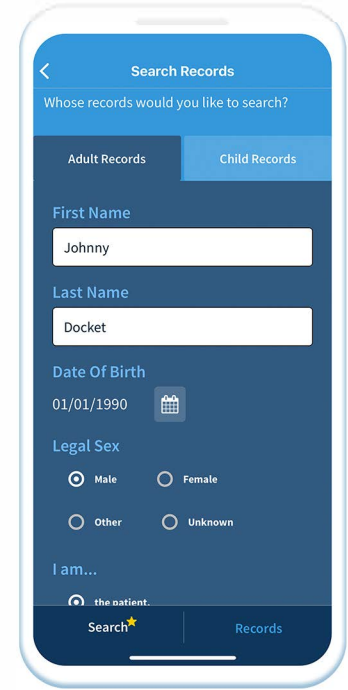 Search Records
Whose records would you like to search?
Adult Records Child Records
First Name
Johnny
Last Name
Docket
Date Of Birth
01/01/1990
Legal Sex
Male Female
Other Unknown
I am...
the patient.
Search Records